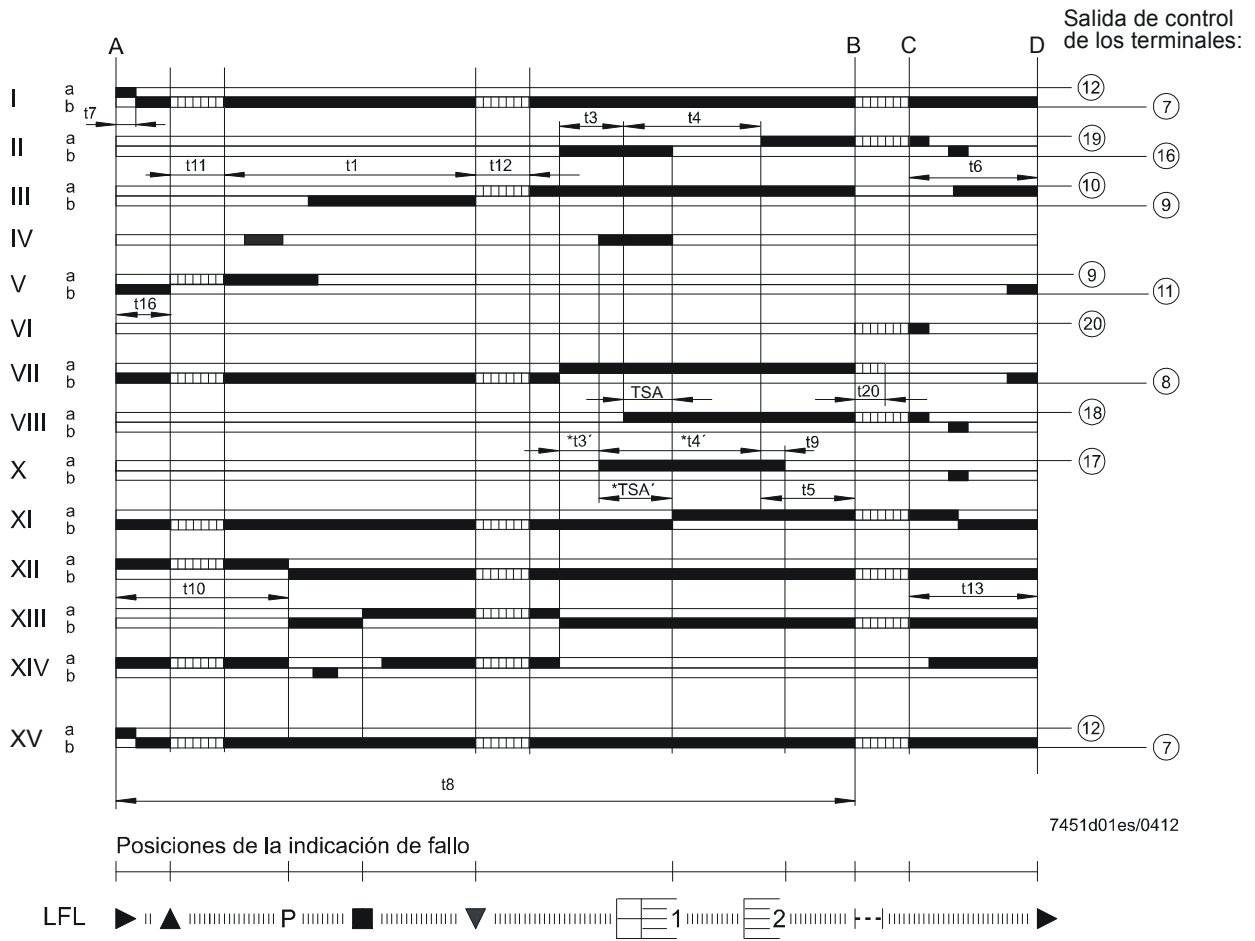 Salida de control
de los terminales:
A B C D
I a b t7 12 7
II a b t3 t4 19 16
t11 t1 t12 t6
III a b 10 9
IV
V a b 9 11
t16
VI 20
VII a b 8
TSA t20
VIII a b 18
*t3´ *t4´ t9
X a b 17
*TSA´ t5
XI a b
XII a b
t10 t13
XIII a b
XIV a b
XV a b 12 7
t8
7451d01es/0412
Posiciones de la indicación de fallo
LFL P 1 2